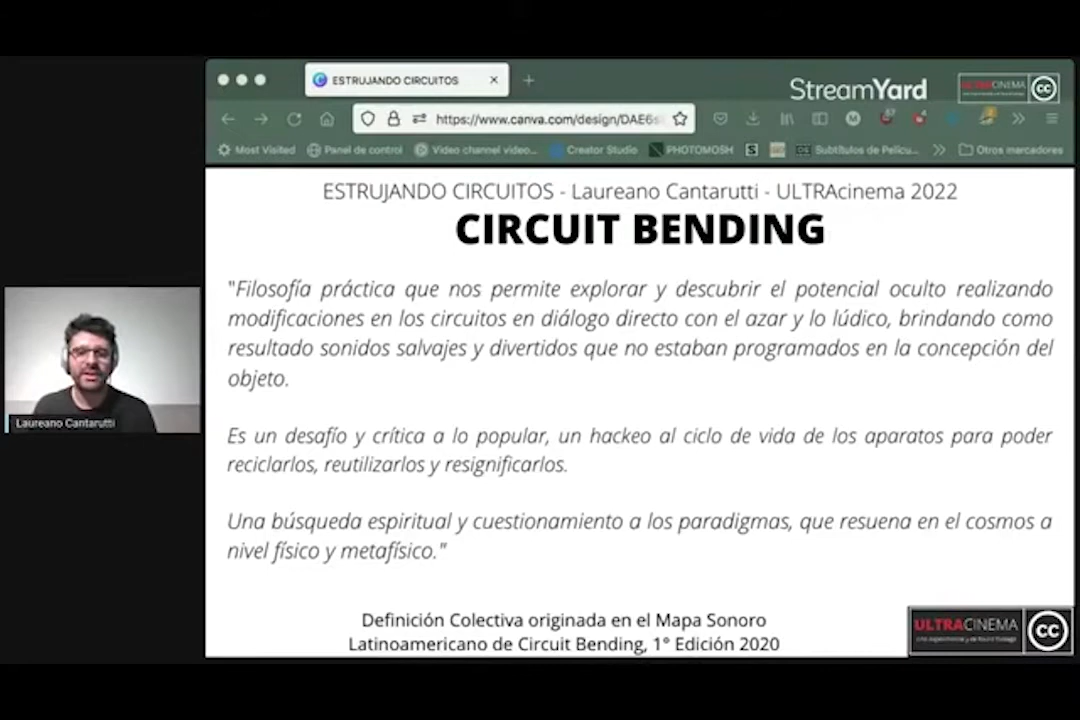 ESTRUJANDO CIRCUITOS
StreamYard
ULTRACINEMA
https://www.canva.com/design/DAE6s
Most Visited
Panel de control
Video channel video...
Creator Studio
PHOTOMOSH
Subtítulos de Pelícu...
Otros marcadores
ESTRUJANDO CIRCUITOS - Laureano Cantarutti - ULTRAcinema 2022
CIRCUIT BENDING
"Filosofía práctica que nos permite explorar y descubrir el potencial oculto realizando
modificaciones en los circuitos en diálogo directo con el azar y lo lúdico, brindando como
resultado sonidos salvajes y divertidos que no estaban programados en la concepción del
objeto.
Es un desafío y crítica a lo popular, un hackeo al ciclo de vida de los aparatos para poder
reciclarlos, reutilizarlos y resignificarlos.
Una búsqueda espiritual y cuestionamiento a los paradigmas, que resuena en el cosmos a
nivel físico y metafísico."
Laureano Cantarutti
Definición Colectiva originada en el Mapa Sonoro
Latinoamericano de Circuit Bending, 1° Edición 2020
ULTRACINEMA
cc